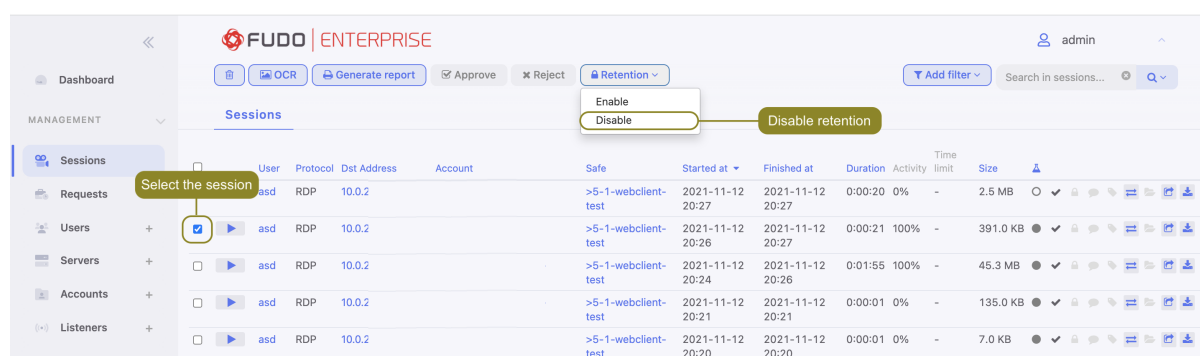 FUDO | ENTERPRISE
admin
OCR Generate report Approve Reject Retention Add filter Search in sessions...
Enable
Disable
Disable retention
Dashboard
MANAGEMENT
Sessions
Requests
Users +
Servers +
Accounts +
Listeners +
Sessions
Select the session
User Protocol Dst Address Account Safe Started at Finished at Duration Activity Time limit Size
asd RDP 10.0.2 >5-1-webclient-test 2021-11-12 20:27 2021-11-12 20:27 0:00:20 0% - 2.5 MB
asd RDP 10.0.2 >5-1-webclient-test 2021-11-12 20:26 2021-11-12 20:27 0:00:21 100% - 391.0 KB
asd RDP 10.0.2 >5-1-webclient-test 2021-11-12 20:24 2021-11-12 20:26 0:01:55 100% - 45.3 MB
asd RDP 10.0.2 >5-1-webclient-test 2021-11-12 20:21 2021-11-12 20:21 0:00:01 0% - 135.0 KB
asd RDP 10.0.2 >5-1-webclient-test 2021-11-12 20:20 2021-11-12 20:20 0:00:01 0% - 7.0 KB